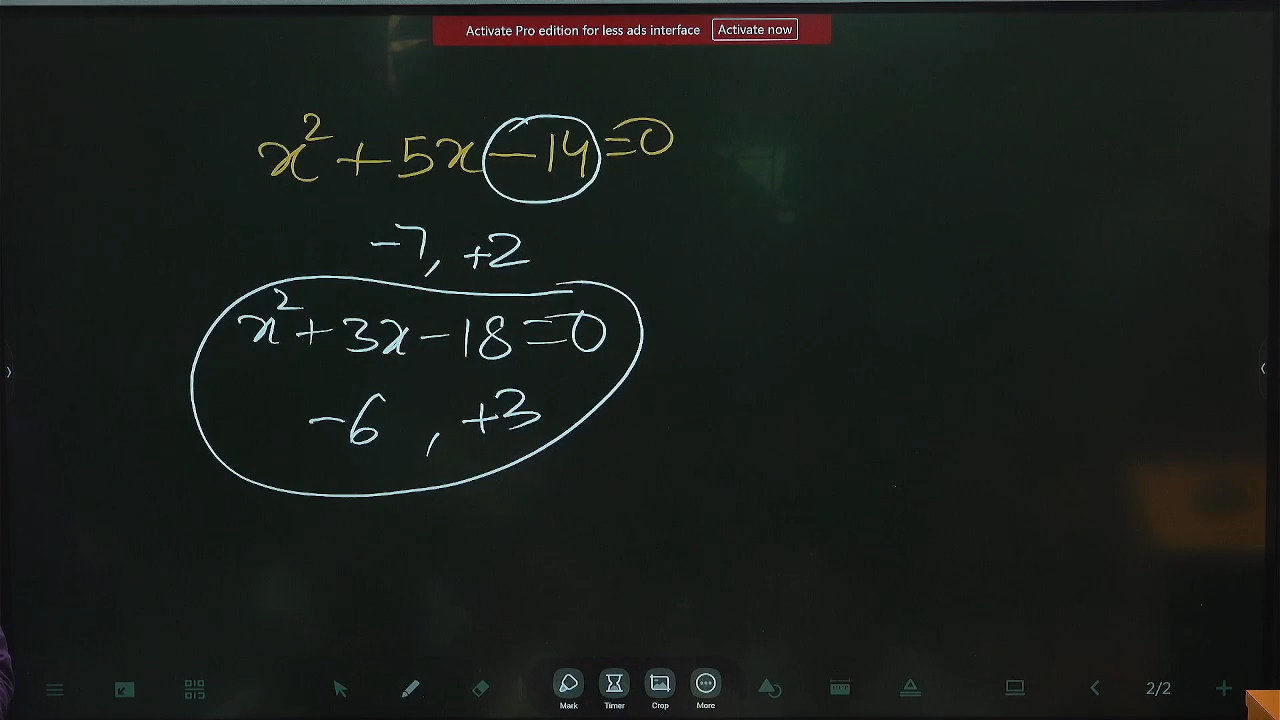 Activate Pro edition for less ads interface Activate now
x² + 5x - 14 = 0
-7, +2
x² + 3x - 18 = 0
-6 , +3
Mark Timer Crop More
2/2